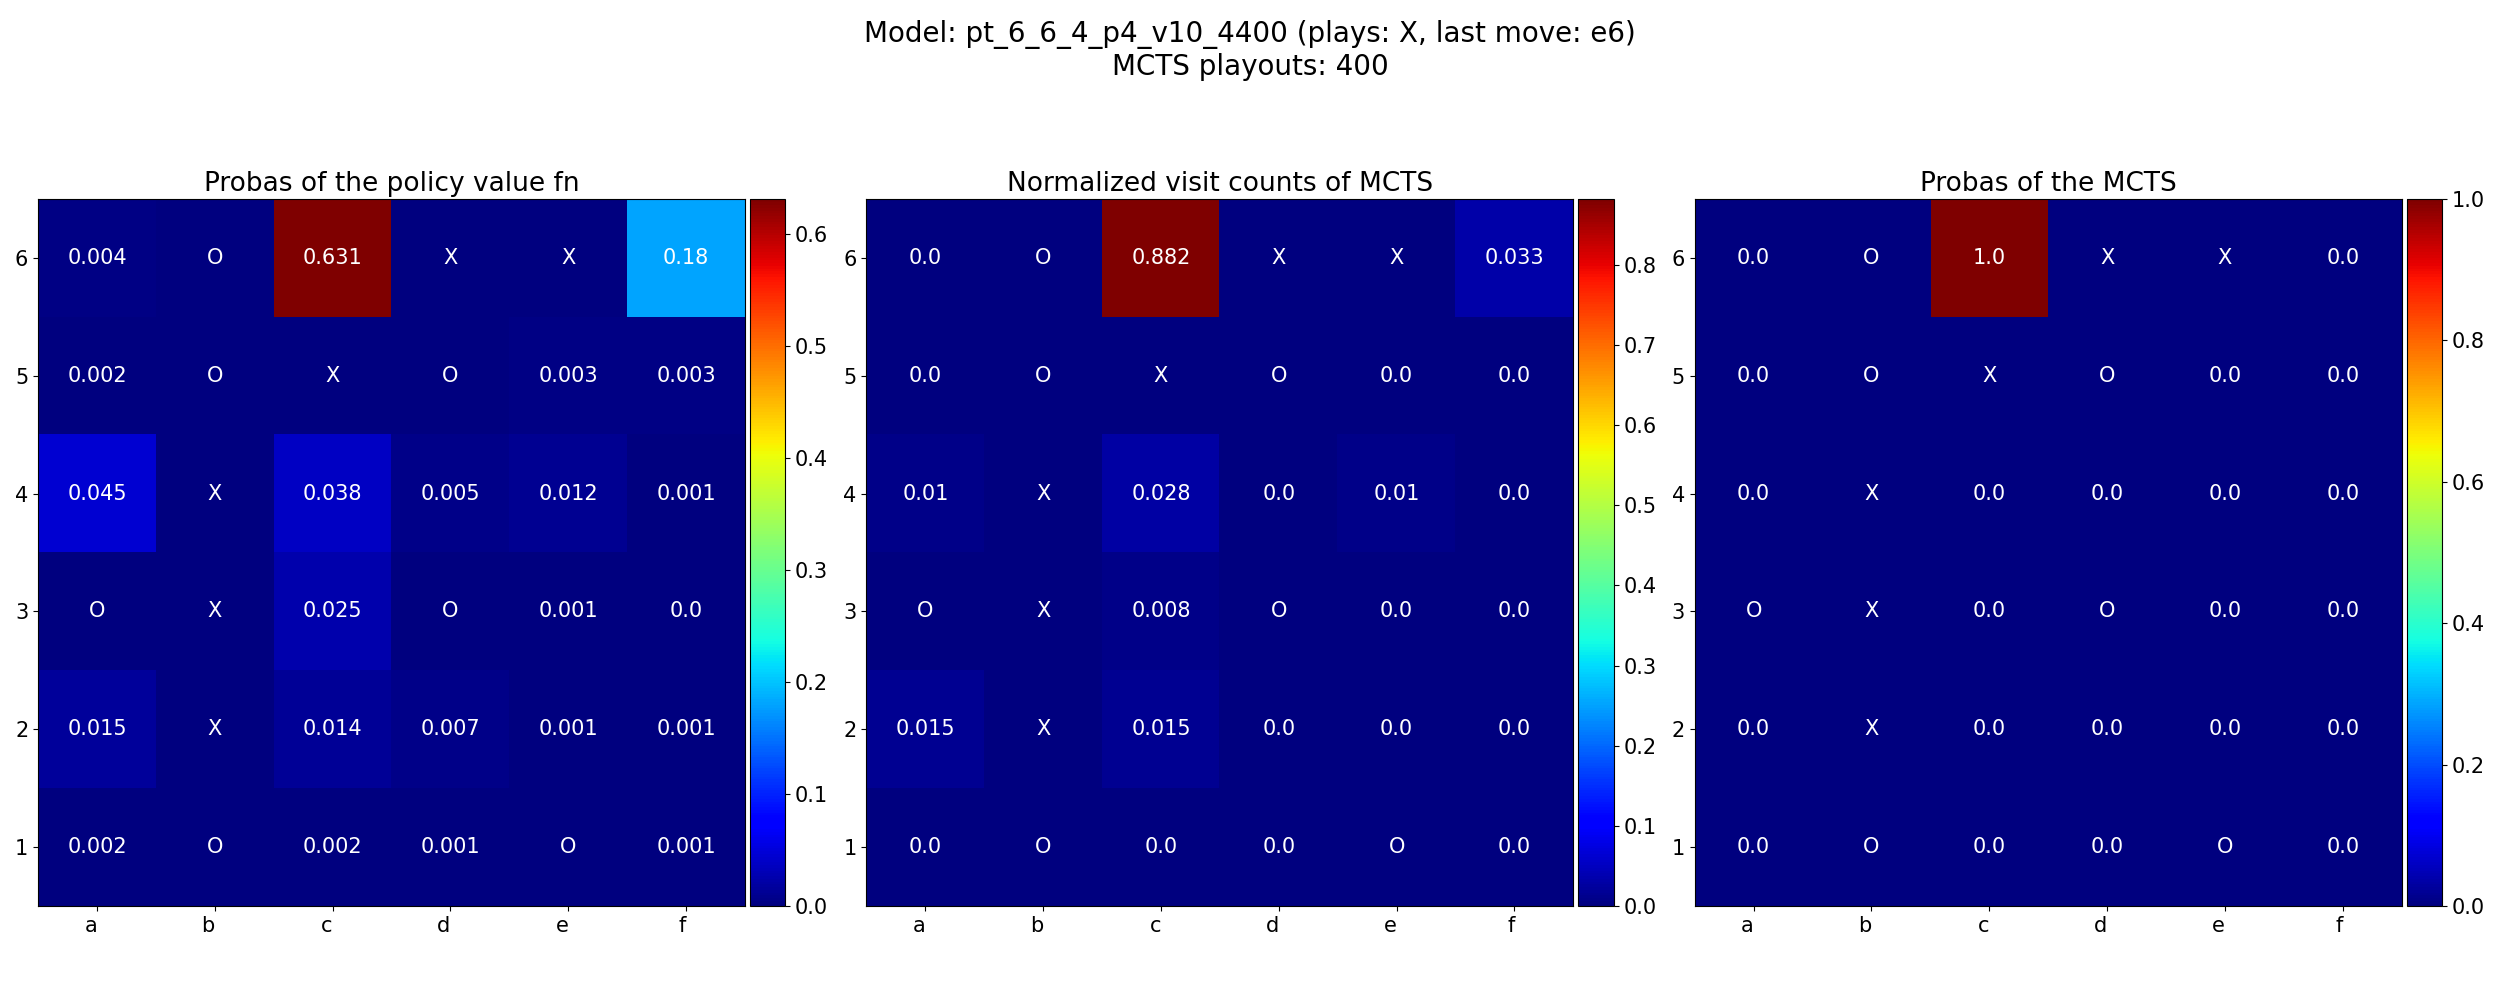 Model: pt_6_6_4_p4_v10_4400 (plays: X, last move: e6)
MCTS playouts: 400
Probas of the policy value fn
6 0.004 O 0.631 X X 0.18
5 0.002 O X O 0.003 0.003
4 0.045 X 0.038 0.005 0.012 0.001
3 O X 0.025 O 0.001 0.0
2 0.015 X 0.014 0.007 0.001 0.001
1 0.002 O 0.002 0.001 O 0.001
a b c d e f
0.6
0.5
0.4
0.3
0.2
0.1
0.0
Normalized visit counts of MCTS
6 0.0 O 0.882 X X 0.033
5 0.0 O X O 0.0 0.0
4 0.01 X 0.028 0.0 0.01 0.0
3 O X 0.008 O 0.0 0.0
2 0.015 X 0.015 0.0 0.0 0.0
1 0.0 O 0.0 0.0 O 0.0
a b c d e f
0.8
0.7
0.6
0.5
0.4
0.3
0.2
0.1
0.0
Probas of the MCTS
6 0.0 O 1.0 X X 0.0
5 0.0 O X O 0.0 0.0
4 0.0 X 0.0 0.0 0.0 0.0
3 O X 0.0 O 0.0 0.0
2 0.0 X 0.0 0.0 0.0 0.0
1 0.0 O 0.0 0.0 O 0.0
a b c d e f
1.0
0.8
0.6
0.4
0.2
0.0